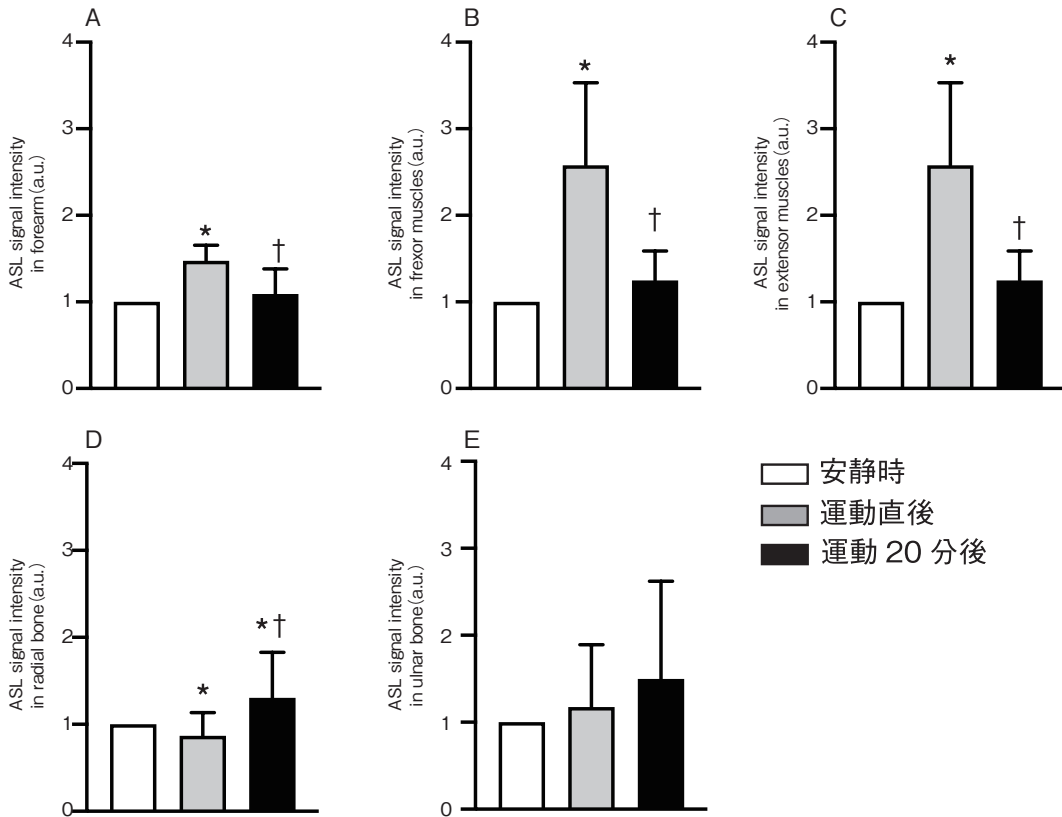 A
4
3
2
1
0
ASL signal intensity
in forearm(a.u.)
*
†
B
4
3
2
1
0
ASL signal intensity
in frexor muscles(a.u.)
*
†
C
4
3
2
1
0
ASL signal intensity
in extensor muscles(a.u.)
*
†
D
4
3
2
1
0
ASL signal intensity
in radial bone(a.u.)
*
*†
E
4
3
2
1
0
ASL signal intensity
in ulnar bone(a.u.)
安静時
運動直後
運動 20 分後